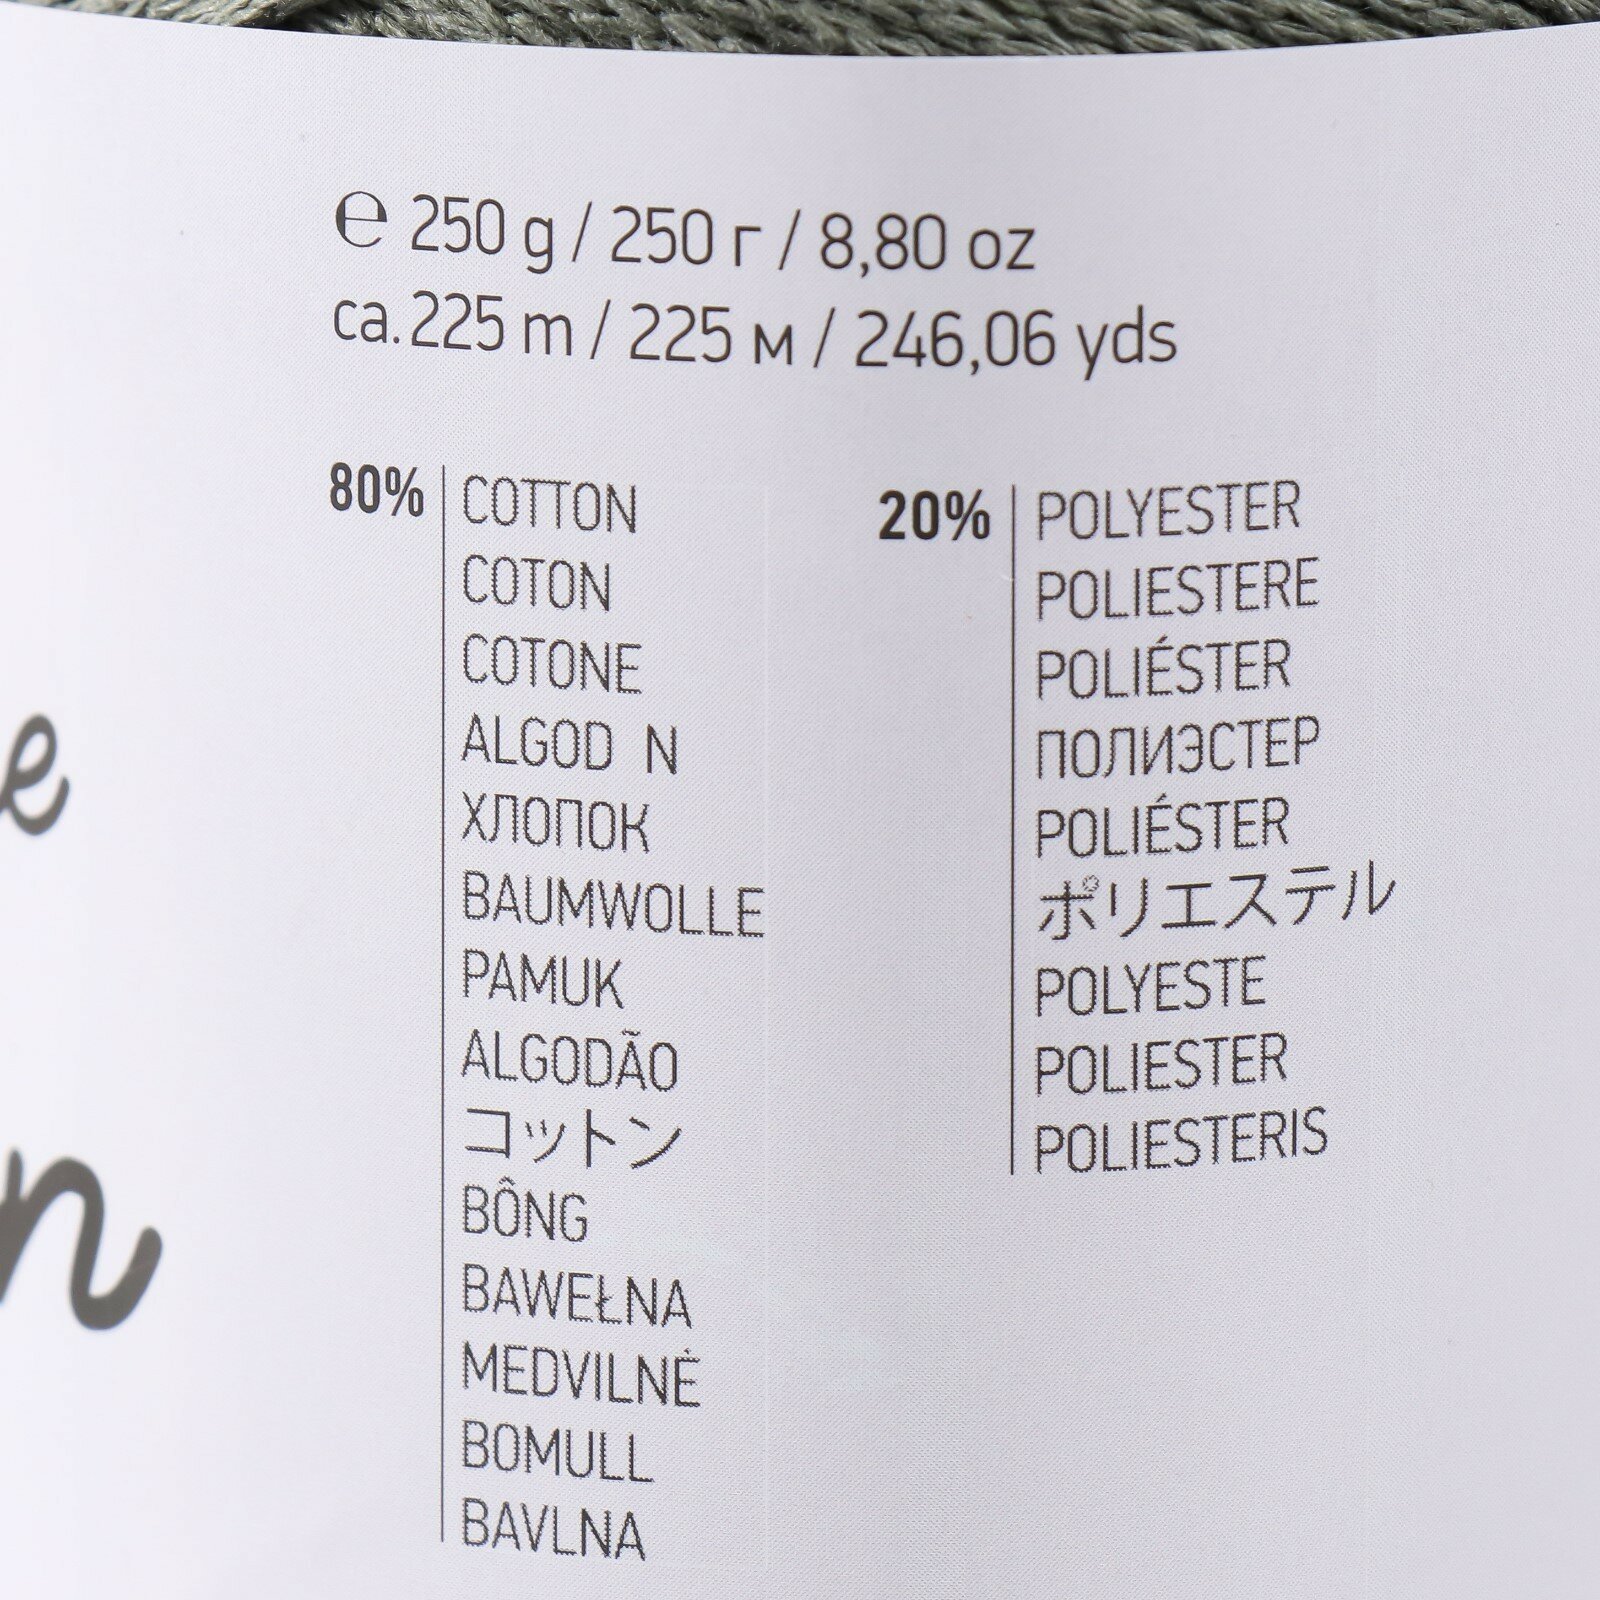 ℮ 250 g / 250 г / 8,80 oz
ca. 225 m / 225 м / 246,06 yds
80%
COTTON
COTON
COTONE
ALGOD N
ХЛОПОК
BAUMWOLLE
PAMUK
ALGODÃO
コットン
BÔNG
BAWEŁNA
MEDVILNĖ
BOMULL
BAVLNA
20%
POLYESTER
POLIESTERE
POLIÉSTER
ПОЛИЭСТЕР
POLIÉSTER
ポリエステル
POLYESTE
POLIESTER
POLIESTERIS